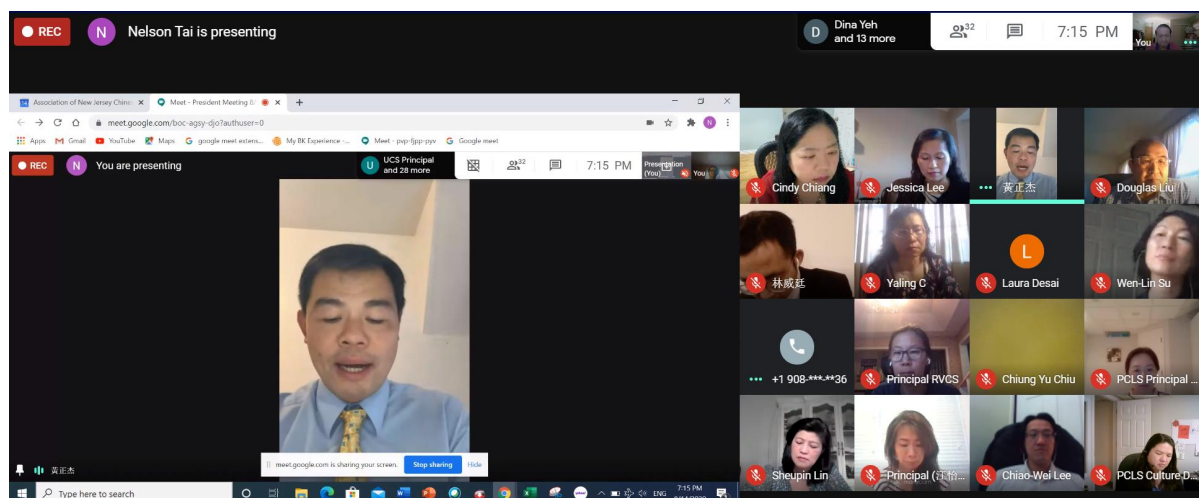 REC
N
Nelson Tai is presenting
D
Dina Yeh
and 13 more
32
7:15 PM
You
Association of New Jersey Chine
Meet - President Meeting
meet.google.com/boc-agsy-djo?authuser=0
N
Apps
Gmail
YouTube
Maps
google meet extens...
My BK Experience -...
Meet - pvp-fjpp-pyv
Google meet
REC
N
You are presenting
U
UCS Principal
and 28 more
32
7:15 PM
Presentation
(You)
You
黃正杰
meet.google.com is sharing your screen.
Stop sharing
Hide
Type here to search
ENG
7:15 PM
Cindy Chiang
Jessica Lee
黃正杰
Douglas Liu
林威廷
Yaling C
L
Laura Desai
Wen-Lin Su
+1 908-***-**36
Principal RVCS
Chiung Yu Chiu
PCLS Principal ...
Sheupin Lin
Principal (汪怡...
Chiao-Wei Lee
PCLS Culture D...